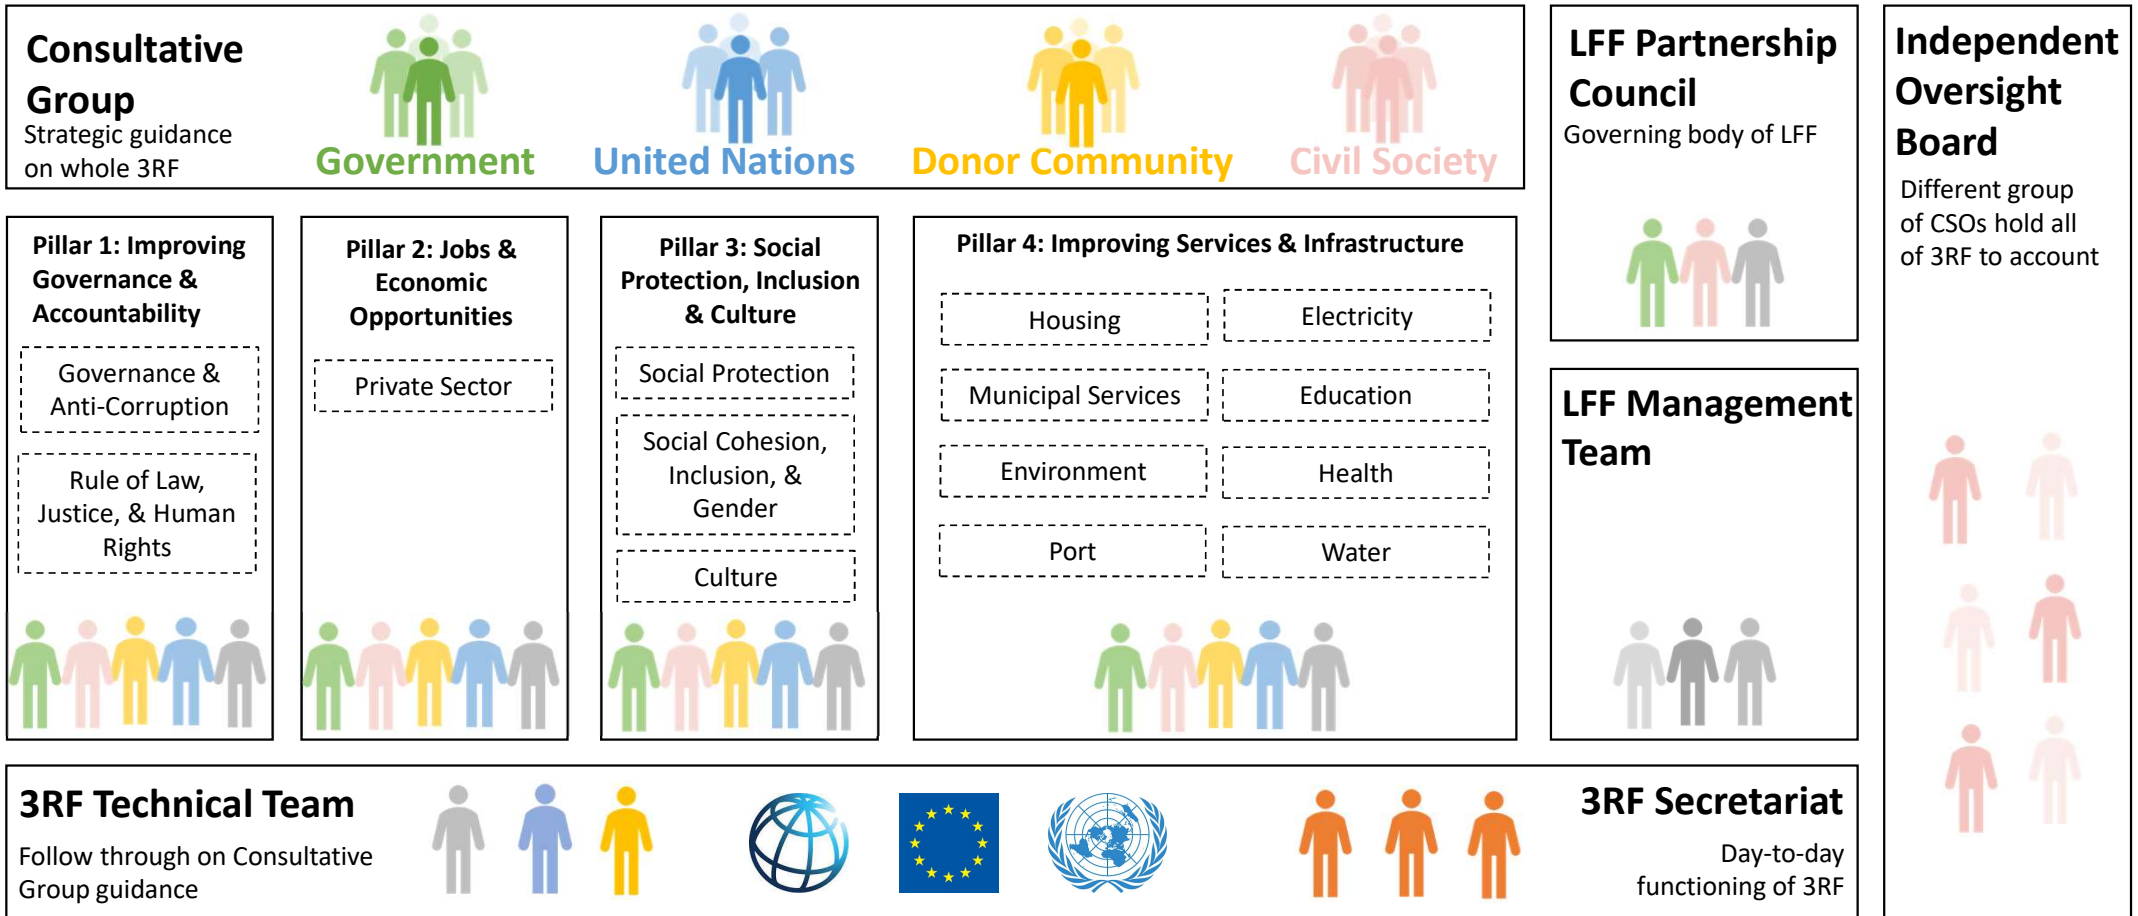 Consultative
Group
Strategic guidance
on whole 3RF
Government
United Nations
Donor Community
Civil Society
LFF Partnership
Council
Governing body of LFF
Independent
Oversight
Board
Different group
of CSOs hold all
of 3RF to account
Pillar 1: Improving
Governance &
Accountability
Governance &
Anti-Corruption
Rule of Law,
Justice, & Human
Rights
Pillar 2: Jobs &
Economic
Opportunities
Private Sector
Pillar 3: Social
Protection, Inclusion
& Culture
Social Protection
Social Cohesion,
Inclusion, &
Gender
Culture
Pillar 4: Improving Services & Infrastructure
Housing
Electricity
Municipal Services
Education
Environment
Health
Port
Water
LFF Management
Team
3RF Technical Team
Follow through on Consultative
Group guidance
3RF Secretariat
Day-to-day
functioning of 3RF